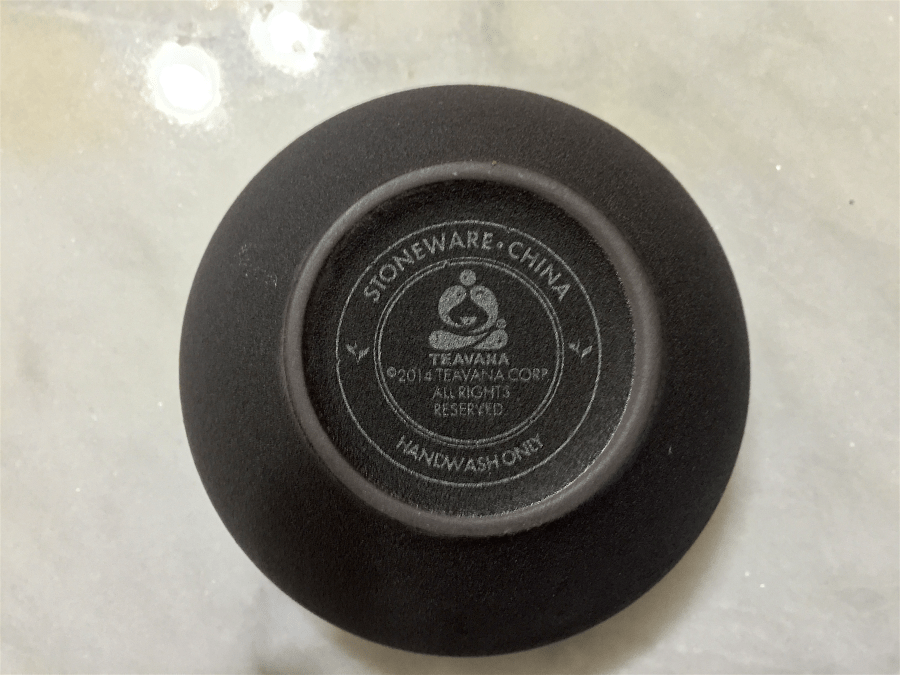 STONEWARE • CHINA
TEAVANA
©2014 TEAVANA CORP
ALL RIGHTS
RESERVED.
HANDWASH ONLY